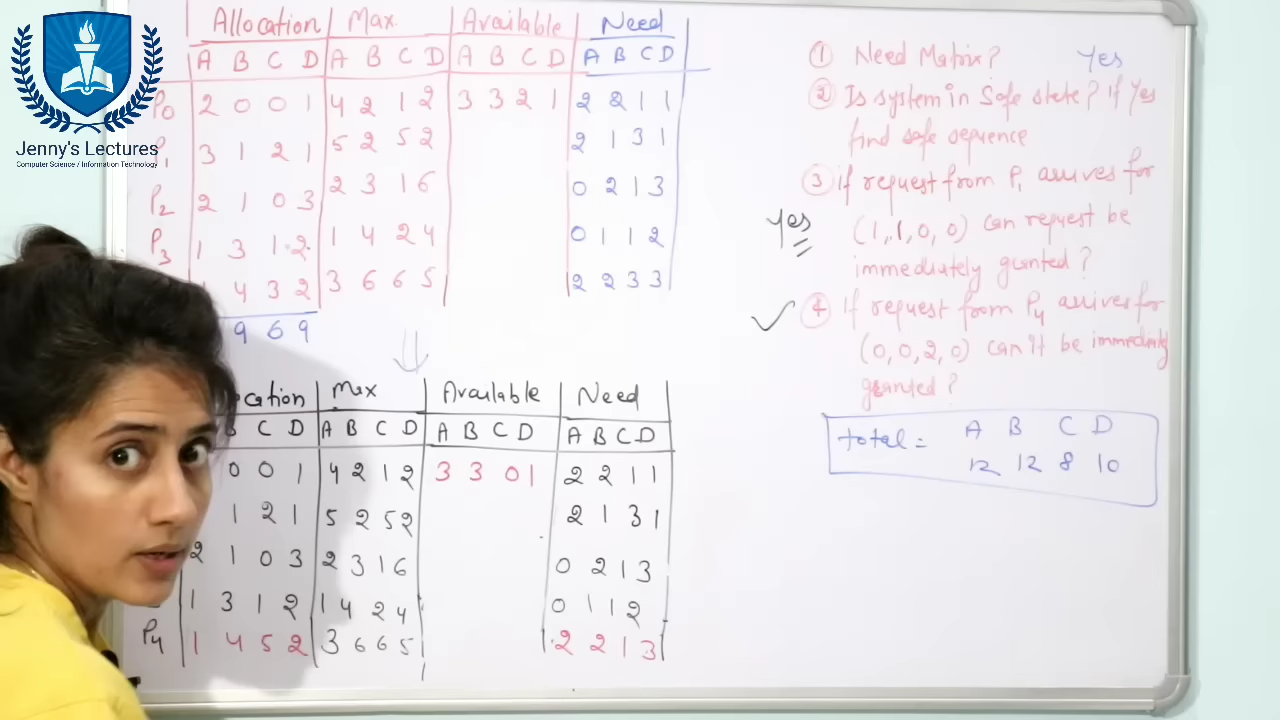 Allocation Max Available Need
A B C D A B C D A B C D A B C D
P0 2 0 0 1 4 2 1 2 3 3 2 1 2 2 1 1
P1 3 1 2 1 5 2 5 2 2 1 3 1
P2 2 1 0 3 2 3 1 6 0 2 1 3
P3 1 3 1 2 1 4 2 4 0 1 1 2
4 3 2 3 6 6 5 2 2 3 3
9 6 9
① Need Matrix? Yes
② Is system in Safe state? if Yes
find safe sequence
③ if request from P1 arrives for
(1,1,0,0) can request be
immediately granted?
Yes
④ if request from P4 arrives for
(0,0,2,0) can it be immediately
granted?
total = A B C D
12 12 8 10
cation Max Available Need
B C D A B C D A B C D A B C D
0 0 1 4 2 1 2 3 3 0 1 2 2 1 1
1 2 1 5 2 5 2 2 1 3 1
2 1 0 3 2 3 1 6 0 2 1 3
1 3 1 2 1 4 2 4 0 1 1 2
P4 1 4 5 2 3 6 6 5 2 2 1 3
Jenny's Lectures
Computer Science / Information Technology